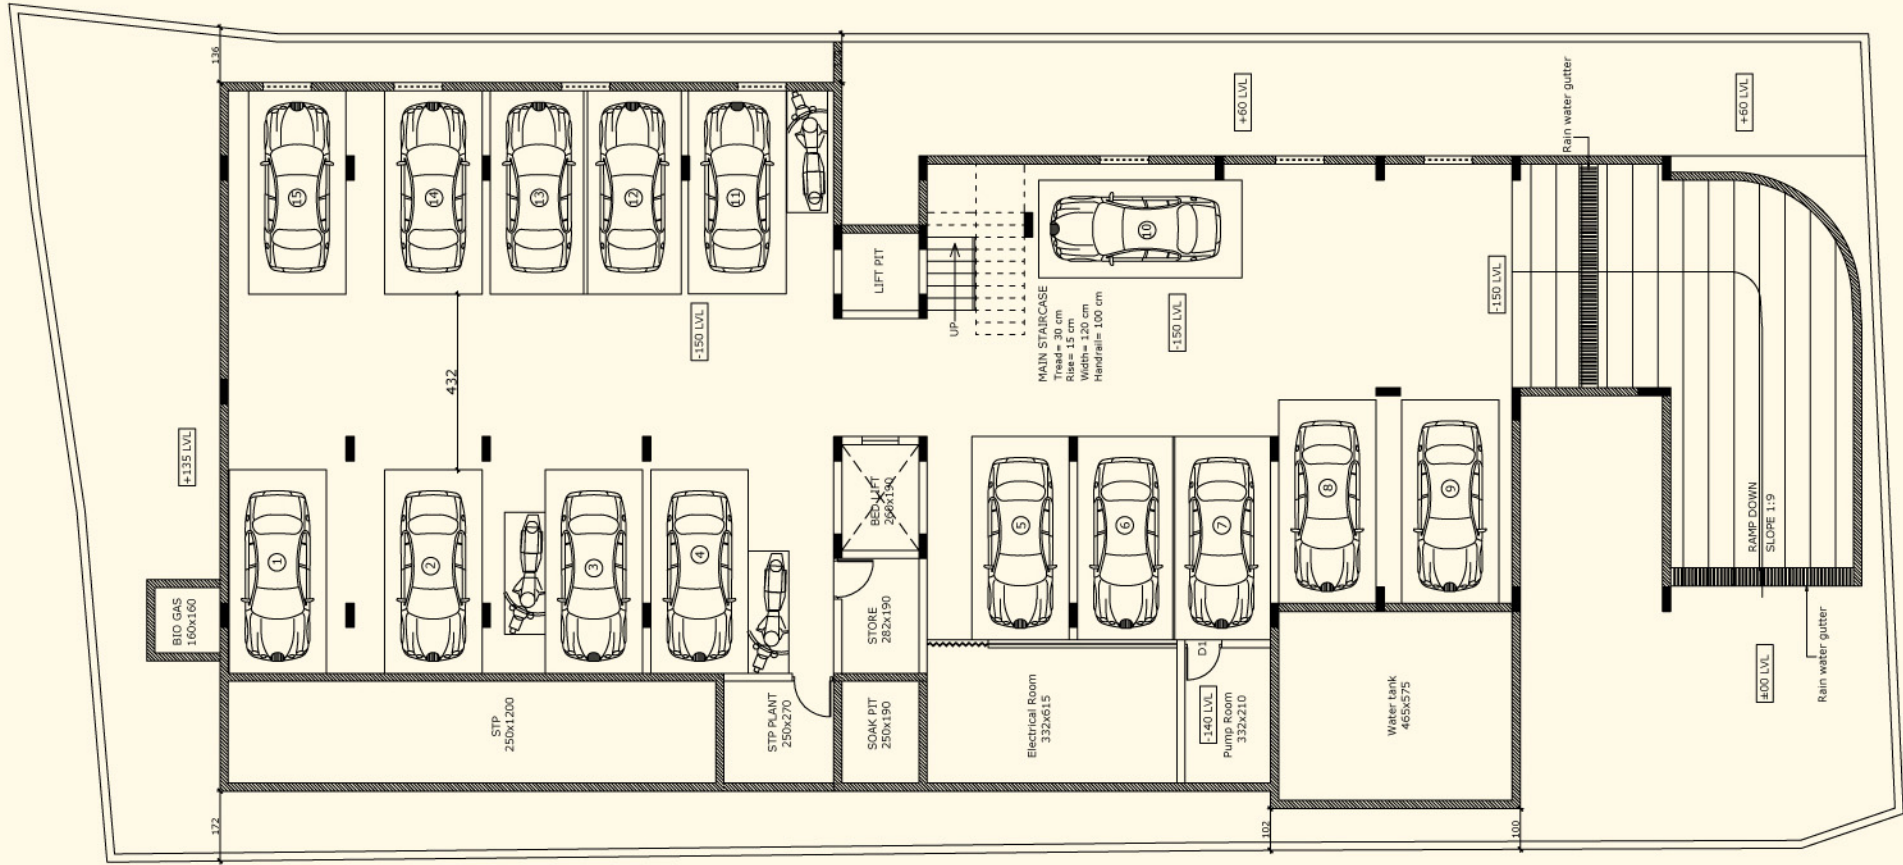 136
+60 LVL
+60 LVL
Rain water gutter
15
14
13
12
11
10
LIFT PIT
UP
MAIN STAIRCASE
Tread= 30 cm
Rise= 15 cm
Width= 120 cm
Handrail= 100 cm
-150 LVL
-150 LVL
-150 LVL
432
+135 LVL
BIO GAS
160x160
1
2
3
4
BED LIFT
260x190
5
6
7
8
9
RAMP DOWN
SLOPE 1:9
STORE
282x190
STP
250x1200
STP PLANT
250x270
SOAK PIT
250x190
Electrical Room
332x615
D1
-140 LVL
Pump Room
332x210
Water tank
465x575
±00 LVL
Rain water gutter
172
102
100